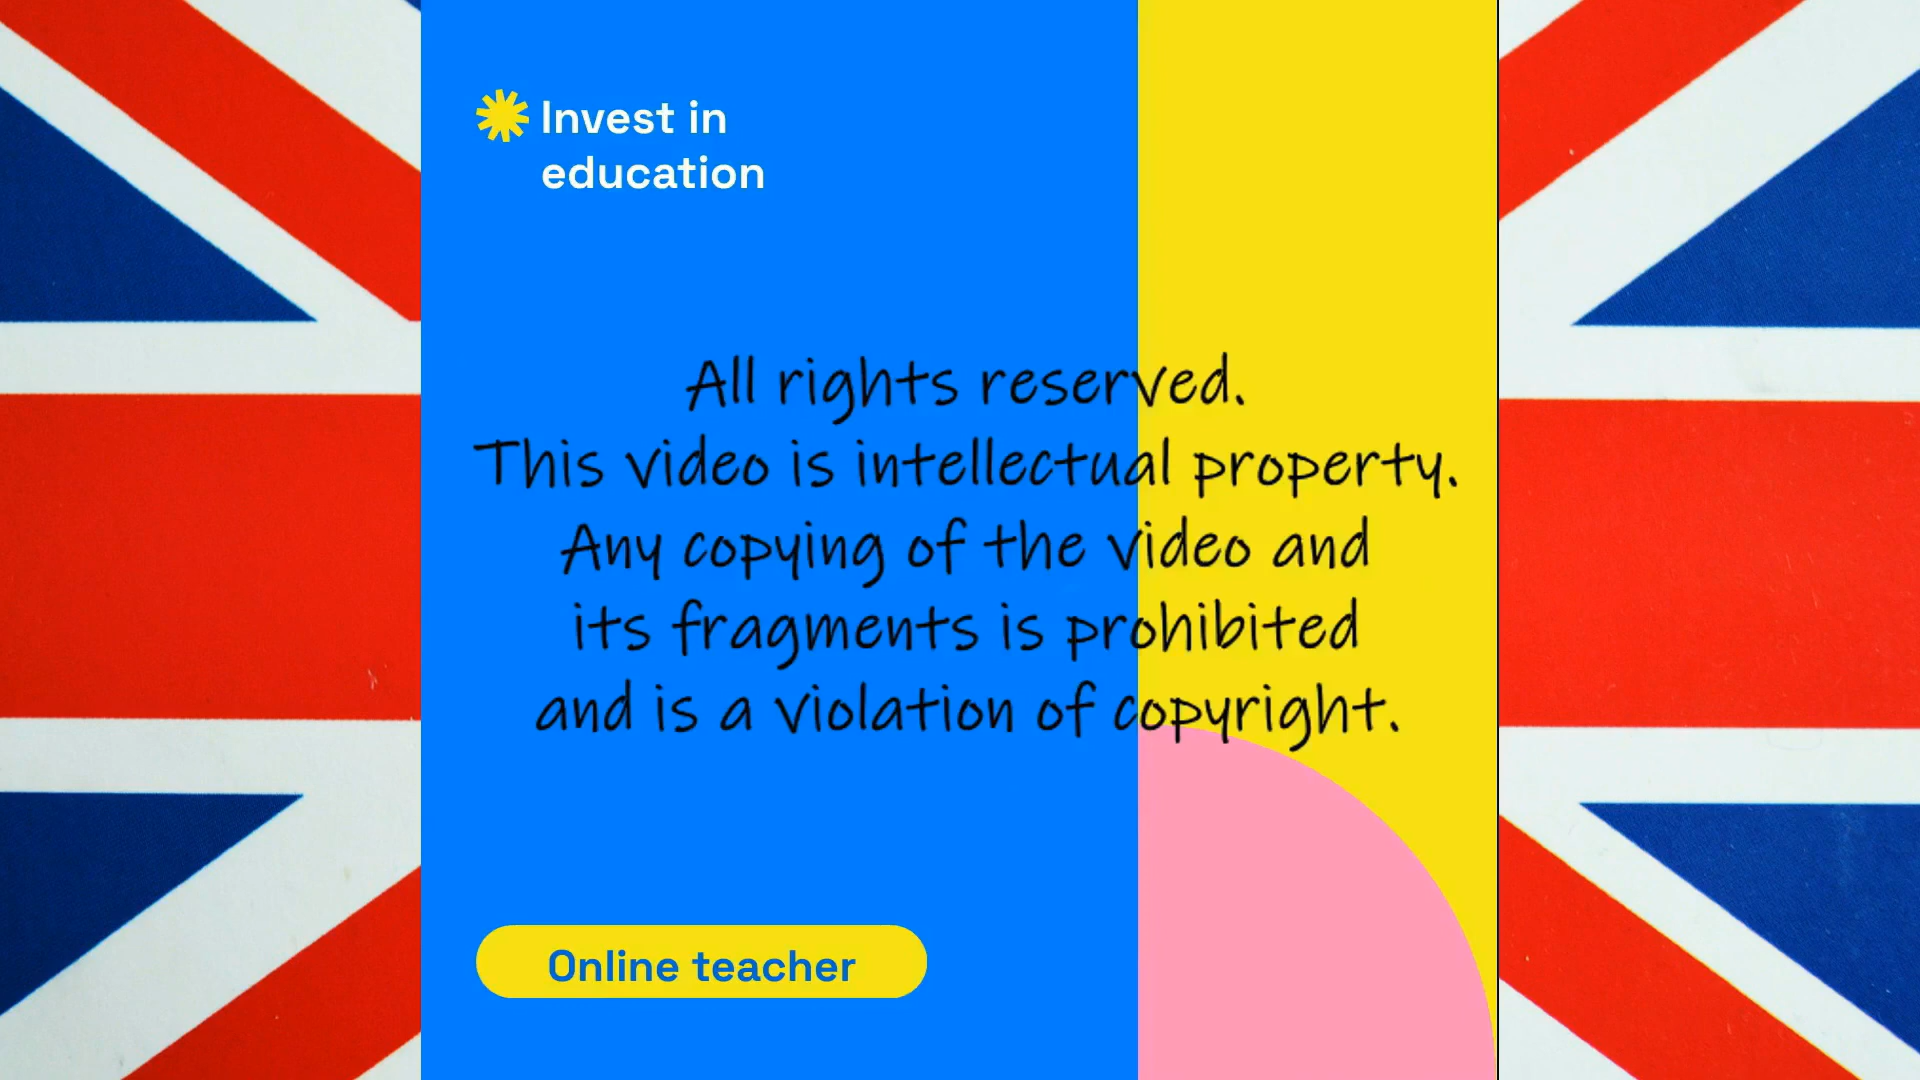 Invest in
education
All rights reserved.
This video is intellectual property.
Any copying of the video and
its fragments is prohibited
and is a violation of copyright.
Online teacher